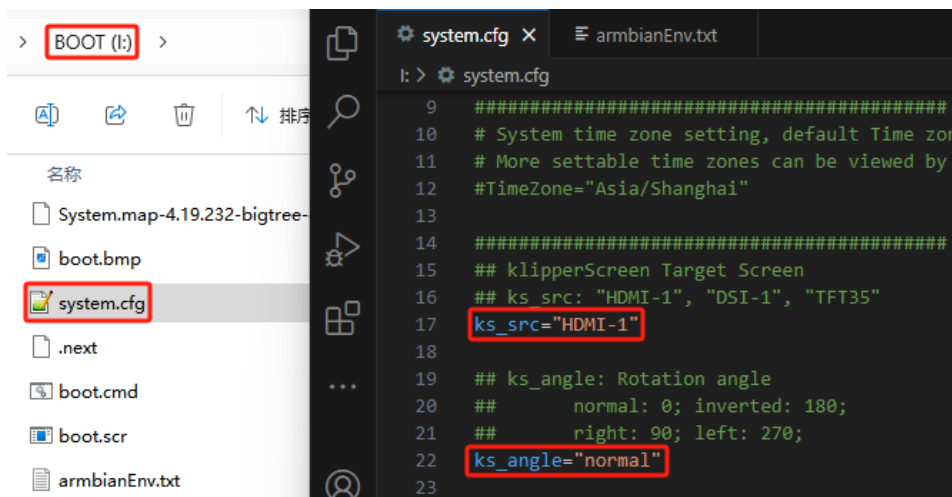 BOOT (I:)
排序
名称
System.map-4.19.232-bigtree-
boot.bmp
system.cfg
.next
boot.cmd
boot.scr
armbianEnv.txt
system.cfg
armbianEnv.txt
I: > system.cfg
9 ###########################################
10 # System time zone setting, default Time zon
11 # More settable time zones can be viewed by
12 #TimeZone="Asia/Shanghai"
13
14 ###########################################
15 ## klipperScreen Target Screen
16 ## ks_src: "HDMI-1", "DSI-1", "TFT35"
17 ks_src="HDMI-1"
18
19 ## ks_angle: Rotation angle
20 ## normal: 0; inverted: 180;
21 ## right: 90; left: 270;
22 ks_angle="normal"
23